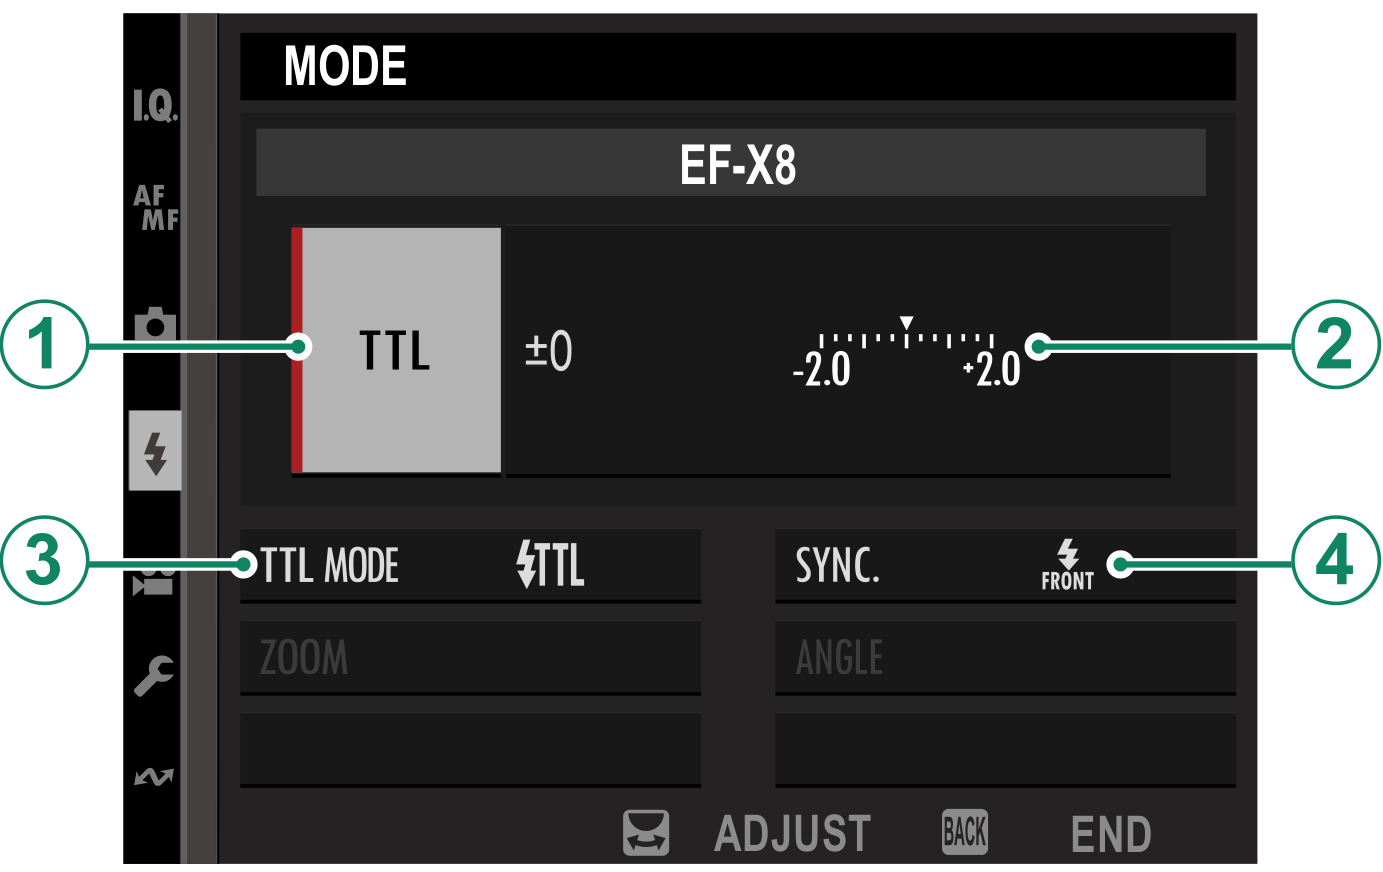 MODE
I.Q.
EF-X8
AF
MF
1
TTL
±0
-2.0
+2.0
2
3
TTL MODE
TTL
SYNC.
FRONT
4
ZOOM
ANGLE
ADJUST
BACK
END